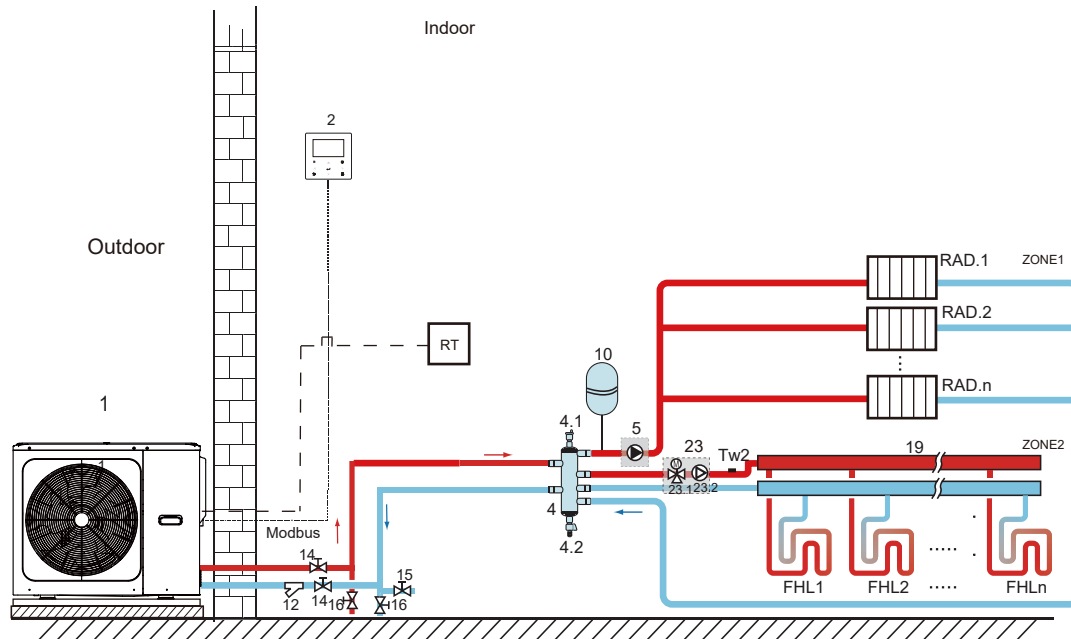 Indoor
2
Outdoor
RAD.1
ZONE1
RAD.2
RT
10
1
RAD.n
4.1
5
23
Tw2
19
ZONE2
1
M
23.1
23.2
4
Modbus
4.2
14
15
FHL1
FHL2
FHLn
12
14
16
16